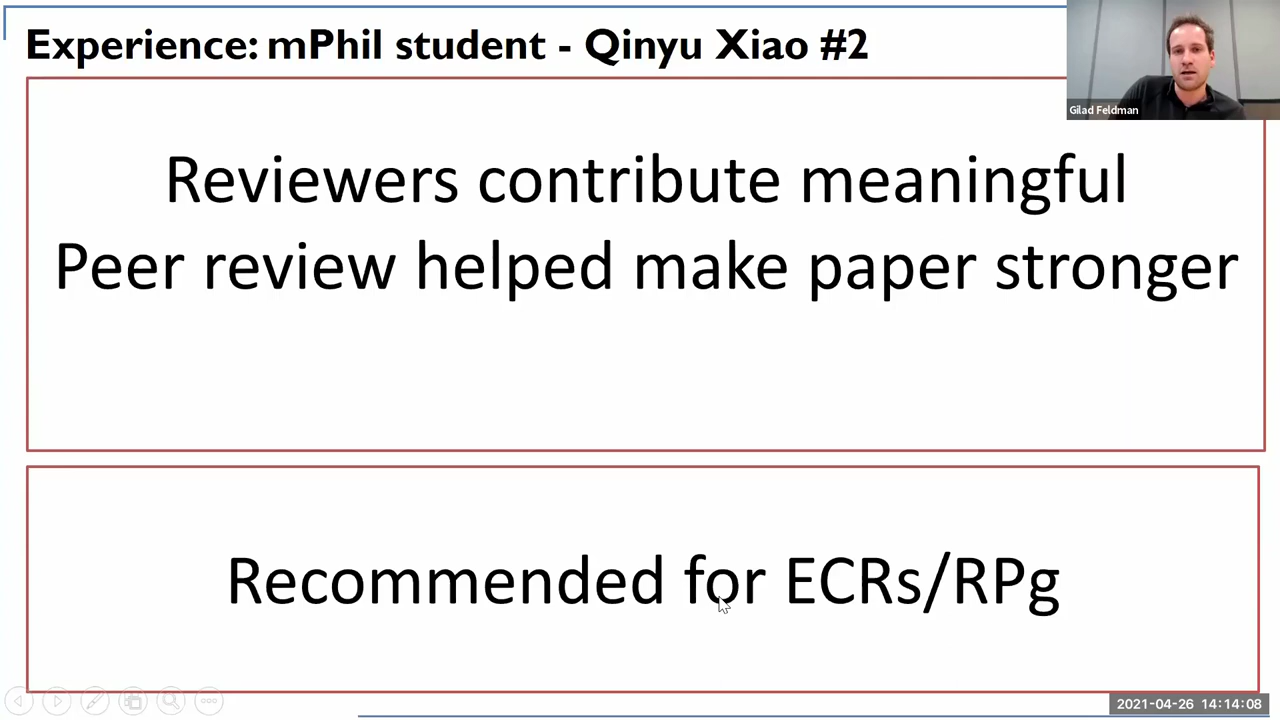 Experience: mPhil student - Qinyu Xiao #2
Gilad Feldman
Reviewers contribute meaningful
Peer review helped make paper stronger
Recommended for ECRs/RPg
2021-04-26 14:14:08